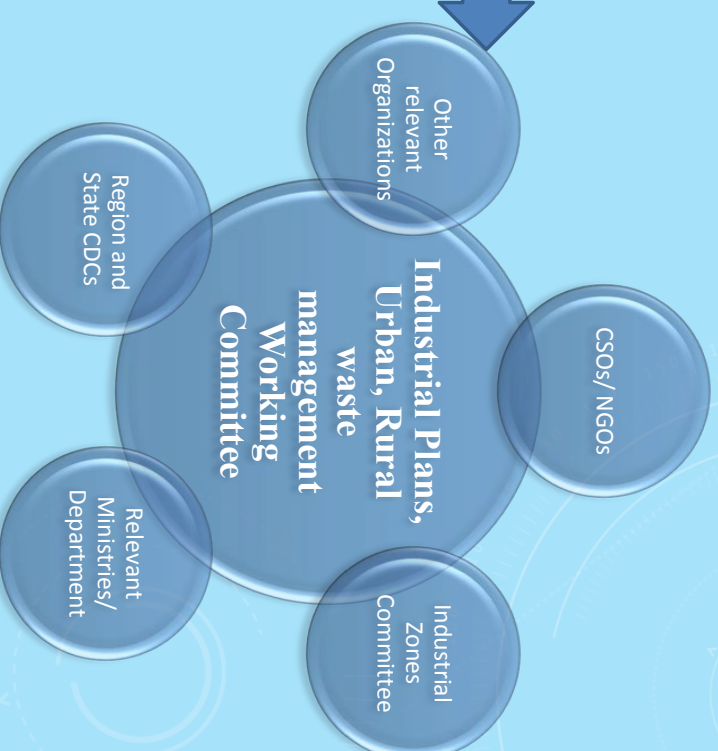 CSOs/ NGOs
Other
relevant
Organizations
Industrial Plans,
Urban, Rural
waste
management
Working
Committee
Industrial
Zones
Committee
Region and
State CDCs
Relevant
Ministries/
Department